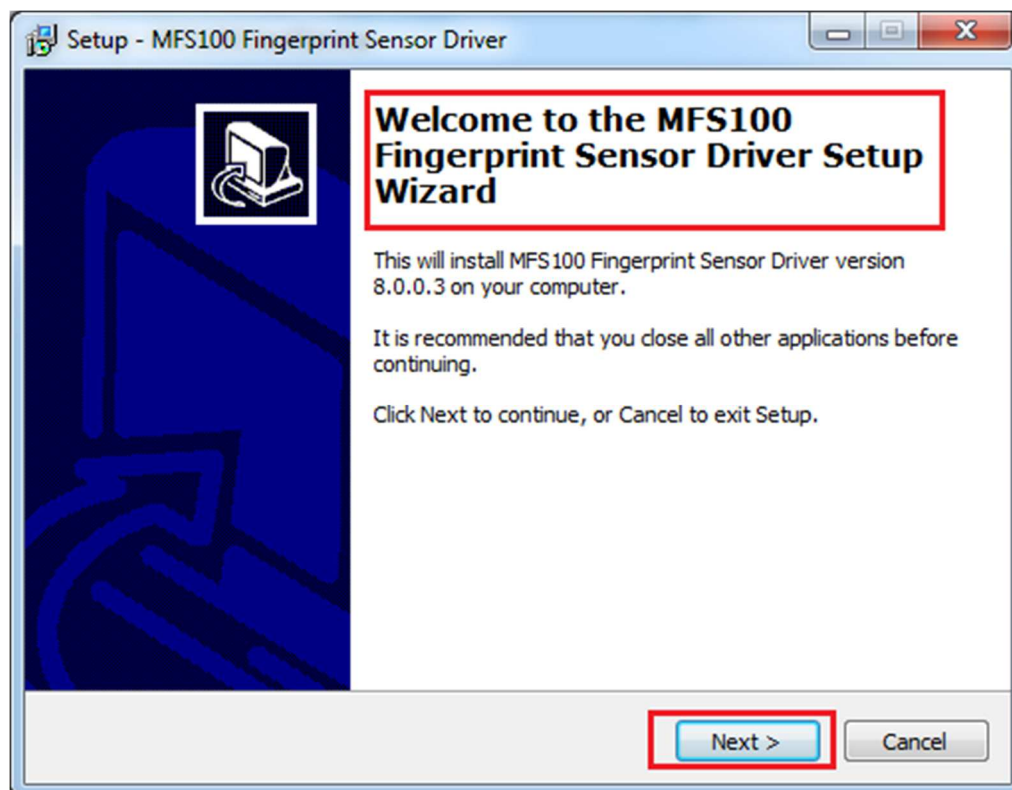 Setup - MFS100 Fingerprint Sensor Driver
Welcome to the MFS100
Fingerprint Sensor Driver Setup
Wizard
This will install MFS100 Fingerprint Sensor Driver version
8.0.0.3 on your computer.
It is recommended that you close all other applications before
continuing.
Click Next to continue, or Cancel to exit Setup.
Next >
Cancel